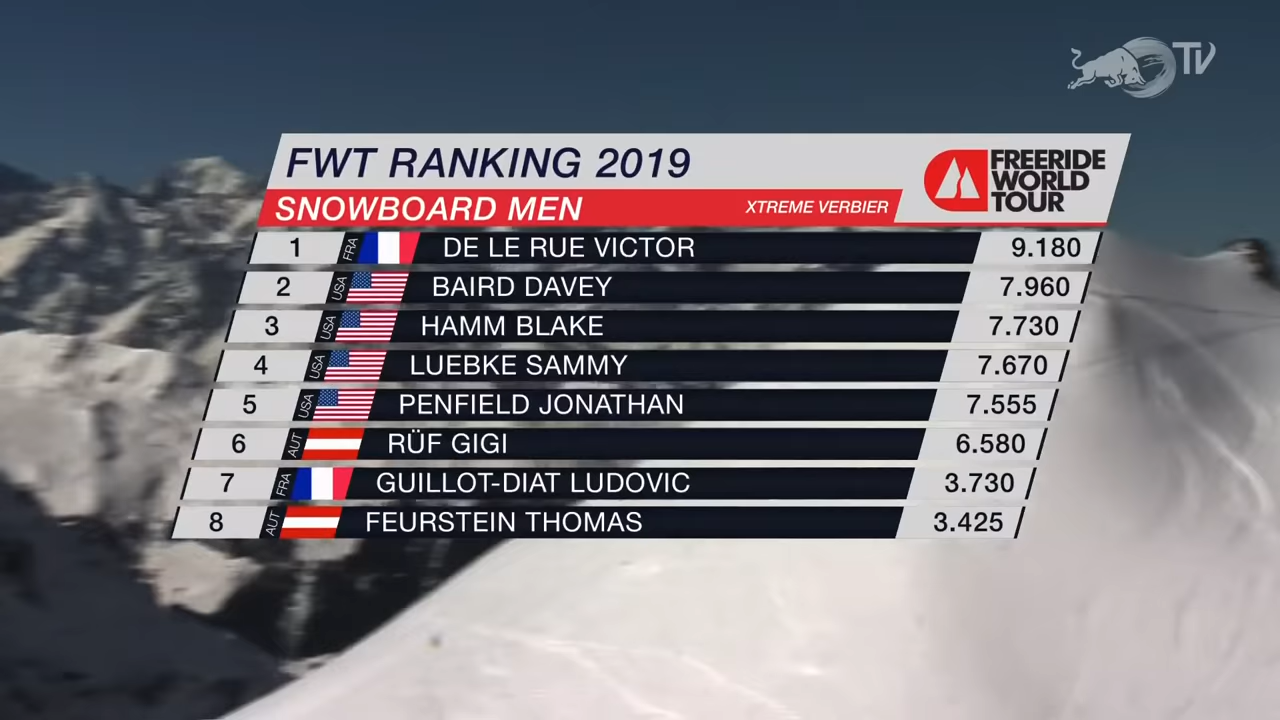 TV
FWT RANKING 2019
FREERIDE
WORLD
TOUR
SNOWBOARD MEN XTREME VERBIER
1 FRA DE LE RUE VICTOR 9.180
2 USA BAIRD DAVEY 7.960
3 USA HAMM BLAKE 7.730
4 USA LUEBKE SAMMY 7.670
5 USA PENFIELD JONATHAN 7.555
6 AUT RÜF GIGI 6.580
7 FRA GUILLOT-DIAT LUDOVIC 3.730
8 AUT FEURSTEIN THOMAS 3.425